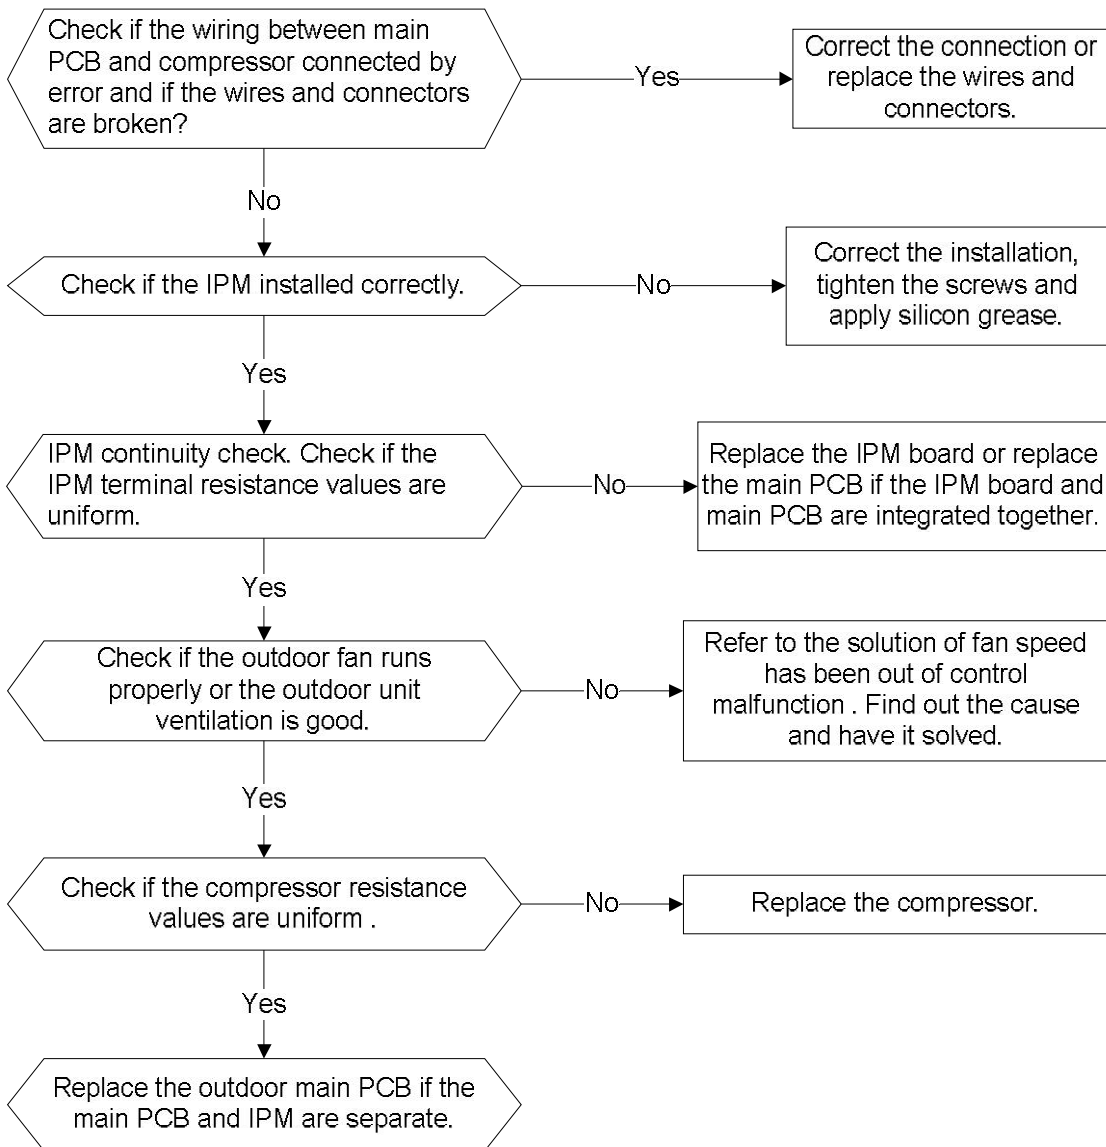 Check if the wiring between main
PCB and compressor connected by
error and if the wires and connectors
are broken?
Yes
Correct the connection or
replace the wires and
connectors.
No
Check if the IPM installed correctly.
No
Correct the installation,
tighten the screws and
apply silicon grease.
Yes
IPM continuity check. Check if the
IPM terminal resistance values are
uniform.
No
Replace the IPM board or replace
the main PCB if the IPM board and
main PCB are integrated together.
Yes
Check if the outdoor fan runs
properly or the outdoor unit
ventilation is good.
No
Refer to the solution of fan speed
has been out of control
malfunction . Find out the cause
and have it solved.
Yes
Check if the compressor resistance
values are uniform .
No
Replace the compressor.
Yes
Replace the outdoor main PCB if the
main PCB and IPM are separate.